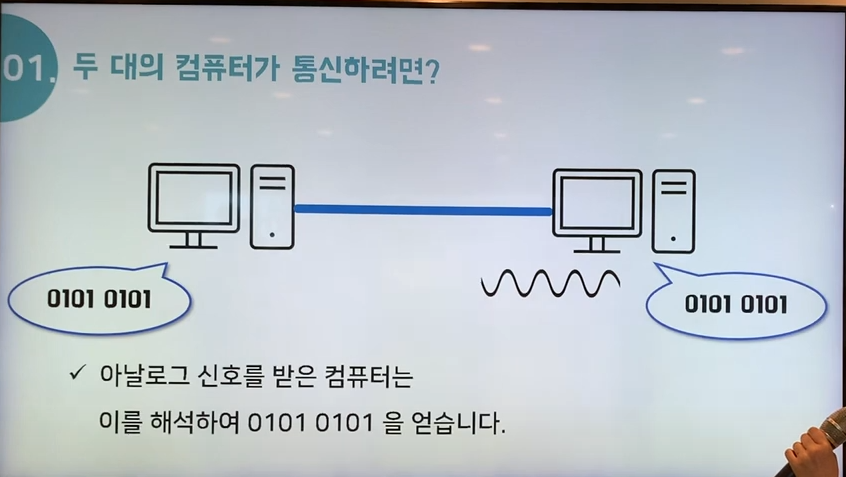 01. 두 대의 컴퓨터가 통신하려면?
0101 0101
0101 0101
✓ 아날로그 신호를 받은 컴퓨터는
이를 해석하여 0101 0101 을 얻습니다.